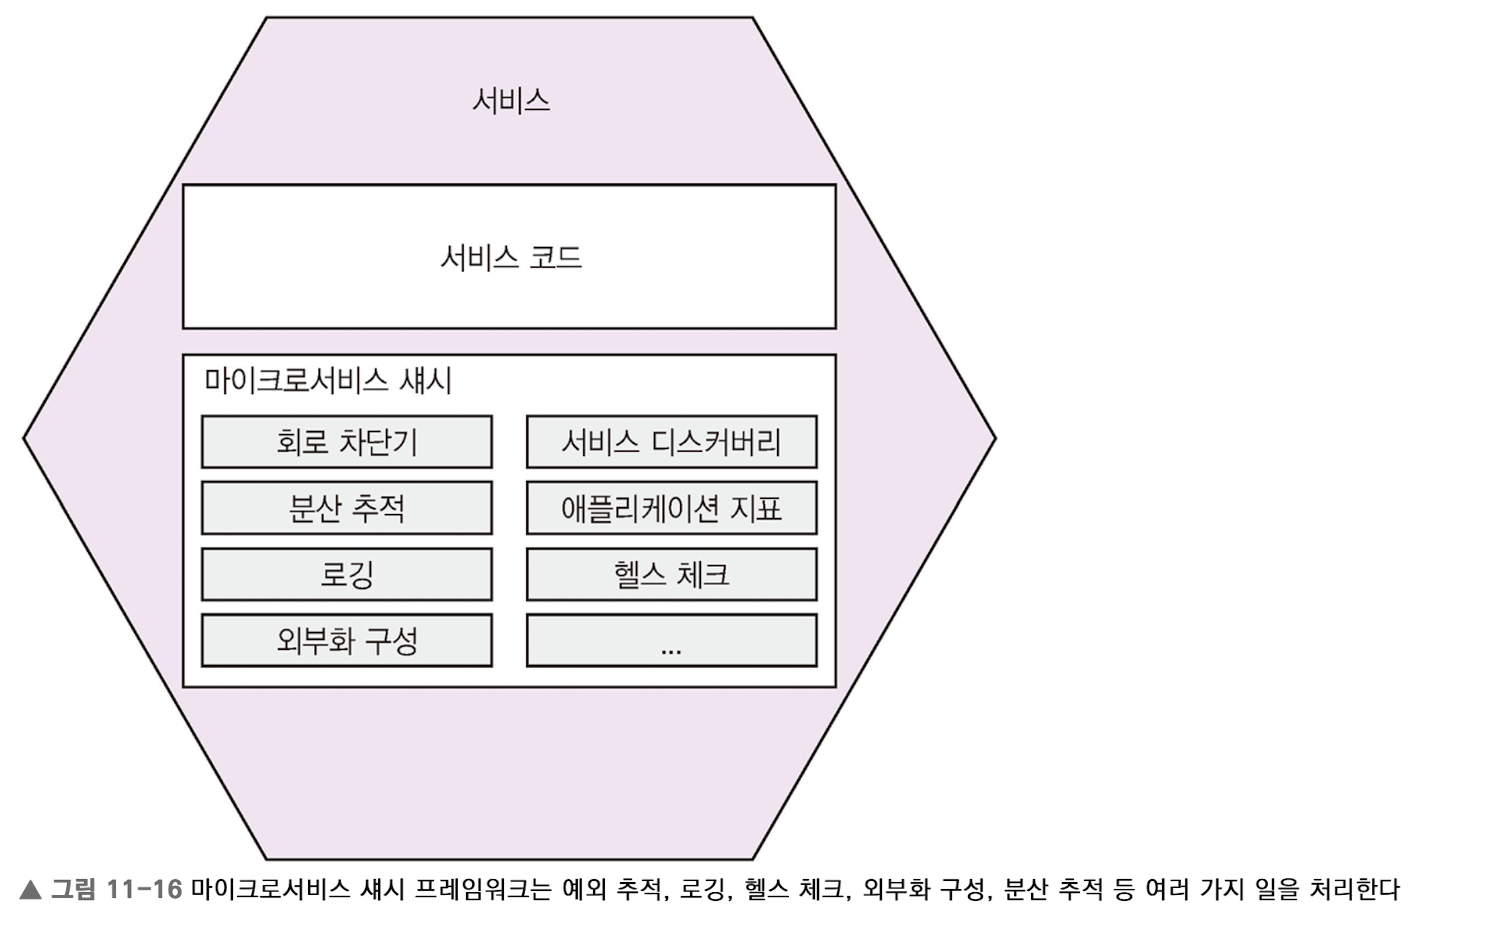 서비스
서비스 코드
마이크로서비스 섀시
회로 차단기
서비스 디스커버리
분산 추적
애플리케이션 지표
로깅
헬스 체크
외부화 구성
...
▲ 그림 11-16 마이크로서비스 섀시 프레임워크는 예외 추적, 로깅, 헬스 체크, 외부화 구성, 분산 추적 등 여러 가지 일을 처리한다